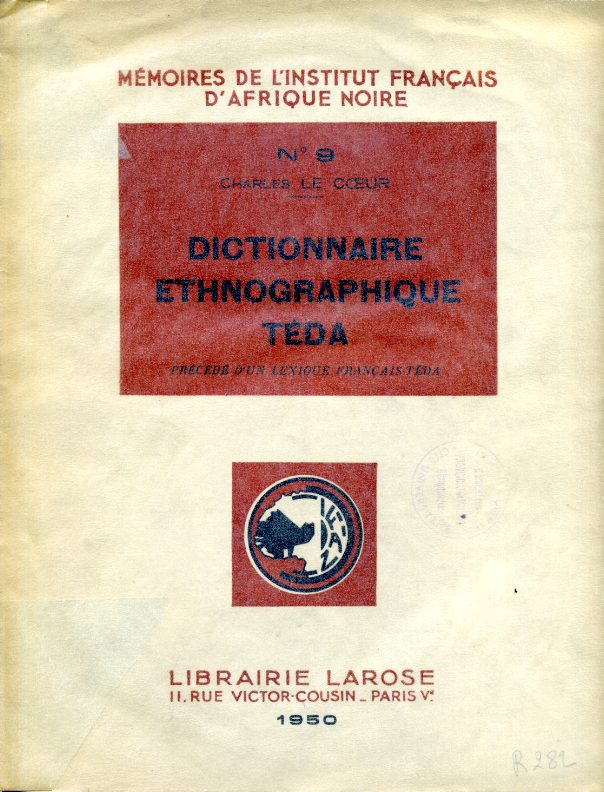 MÉMOIRES DE L'INSTITUT FRANÇAIS
D'AFRIQUE NOIRE
N° 9
CHARLES LE CŒUR
DICTIONNAIRE
ETHNOGRAPHIQUE
TÉDA
PRÉCÉDÉ D'UN LEXIQUE FRANÇAIS-TÉDA
IFAN
LIBRAIRIE LAROSE
11, RUE VICTOR-COUSIN _ PARIS Vᵉ
1950
R 282